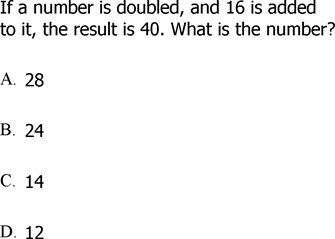 If a number is doubled, and 16 is added
to it, the result is 40. What is the number?
A. 28
B. 24
C. 14
D. 12